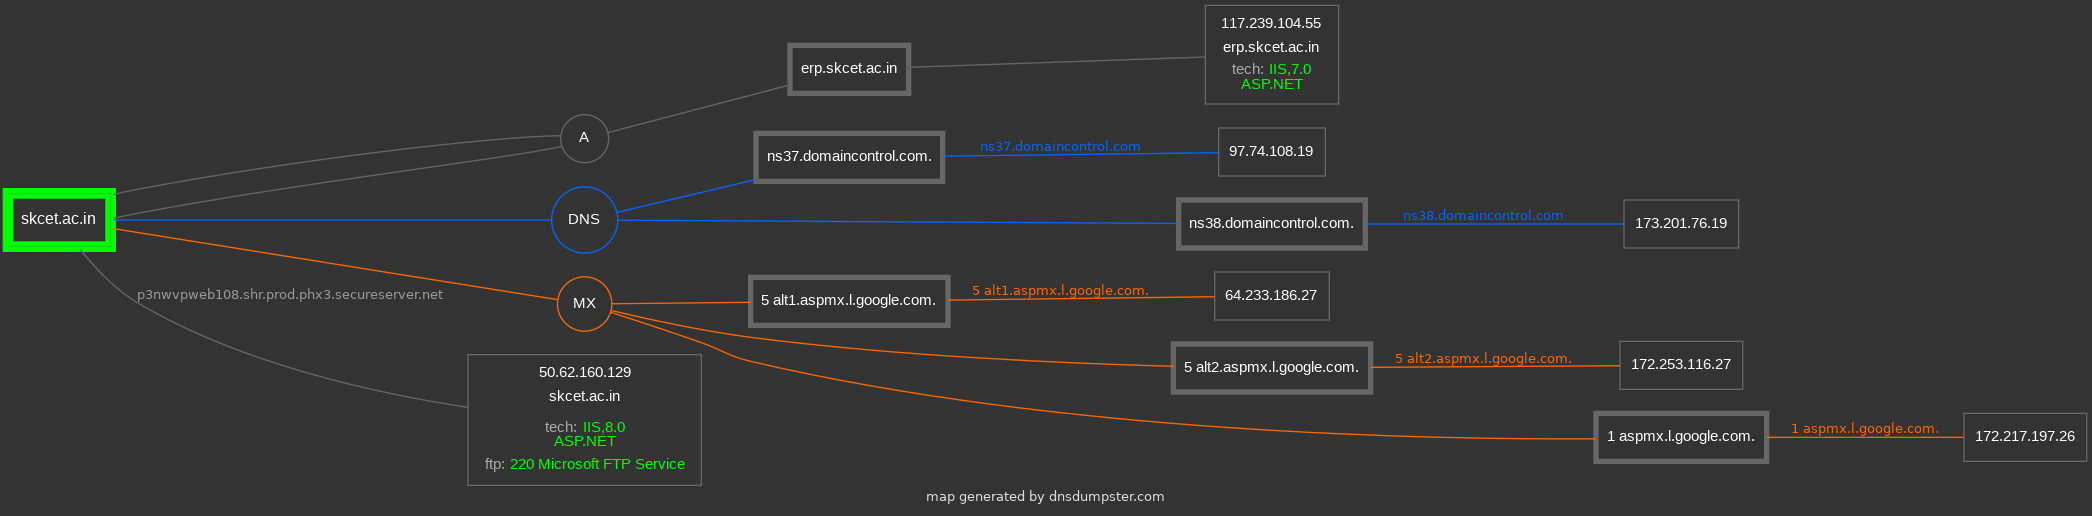 skcet.ac.in
A
erp.skcet.ac.in
117.239.104.55
erp.skcet.ac.in
tech: IIS,7.0
ASP.NET
DNS
ns37.domaincontrol.com.
ns37.domaincontrol.com
97.74.108.19
ns38.domaincontrol.com.
ns38.domaincontrol.com
173.201.76.19
MX
5 alt1.aspmx.l.google.com.
5 alt1.aspmx.l.google.com.
64.233.186.27
5 alt2.aspmx.l.google.com.
5 alt2.aspmx.l.google.com.
172.253.116.27
1 aspmx.l.google.com.
1 aspmx.l.google.com.
172.217.197.26
p3nwvpweb108.shr.prod.phx3.secureserver.net
50.62.160.129
skcet.ac.in
tech: IIS,8.0
ASP.NET
ftp: 220 Microsoft FTP Service
map generated by dnsdumpster.com